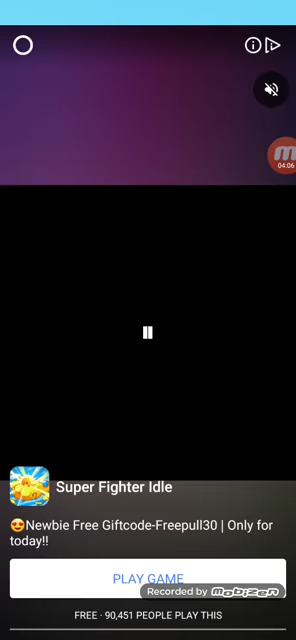 04:06
Super Fighter Idle
😍Newbie Free Giftcode-Freepull30 | Only for
today!!
PLAY GAME
Recorded by mobizen
FREE · 90,451 PEOPLE PLAY THIS